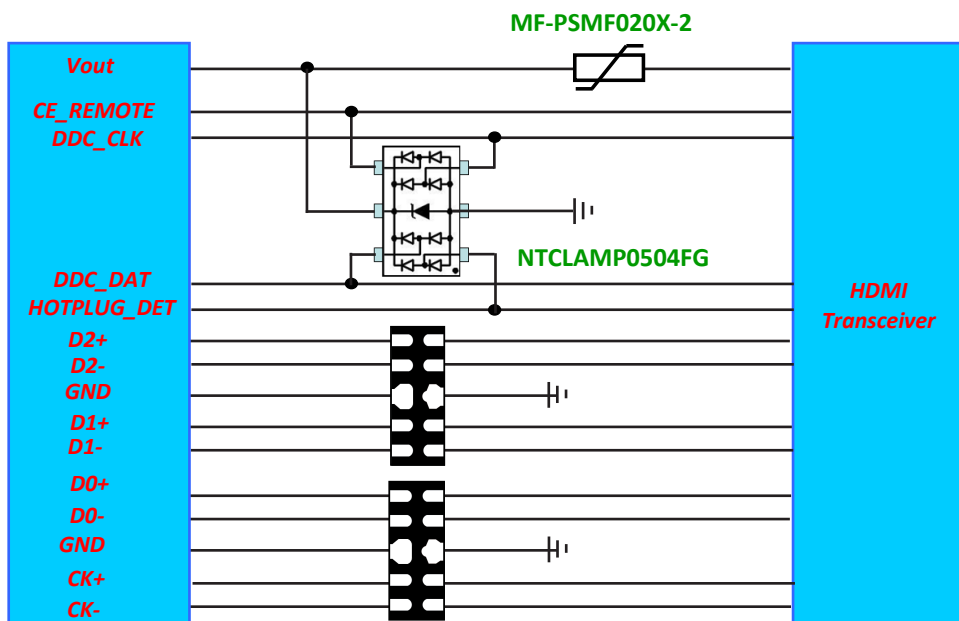 MF-PSMF020X-2
Vout
CE_REMOTE
DDC_CLK
NTCLAMP0504FG
DDC_DAT
HOTPLUG_DET
HDMI
Transceiver
D2+
D2-
GND
D1+
D1-
D0+
D0-
GND
CK+
CK-